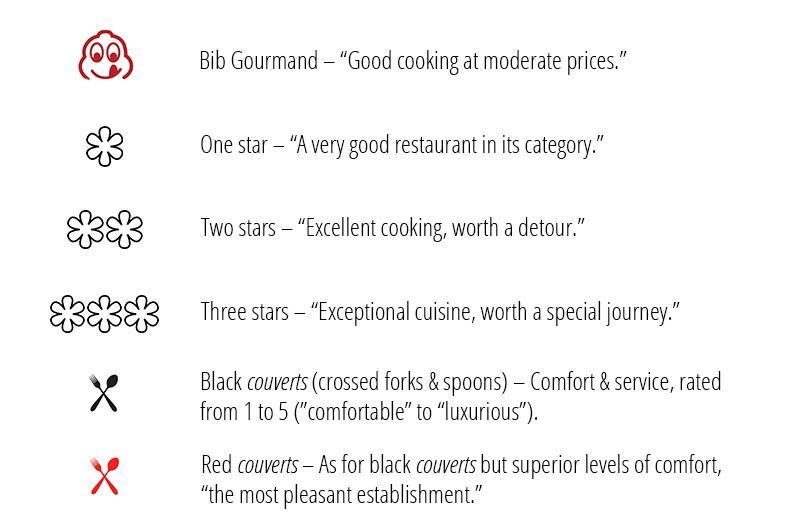 Bib Gourmand – “Good cooking at moderate prices.”
One star – “A very good restaurant in its category.”
Two stars – “Excellent cooking, worth a detour.”
Three stars – “Exceptional cuisine, worth a special journey.”
Black couverts (crossed forks & spoons) – Comfort & service, rated
from 1 to 5 (”comfortable” to “luxurious”).
Red couverts – As for black couverts but superior levels of comfort,
“the most pleasant establishment.”